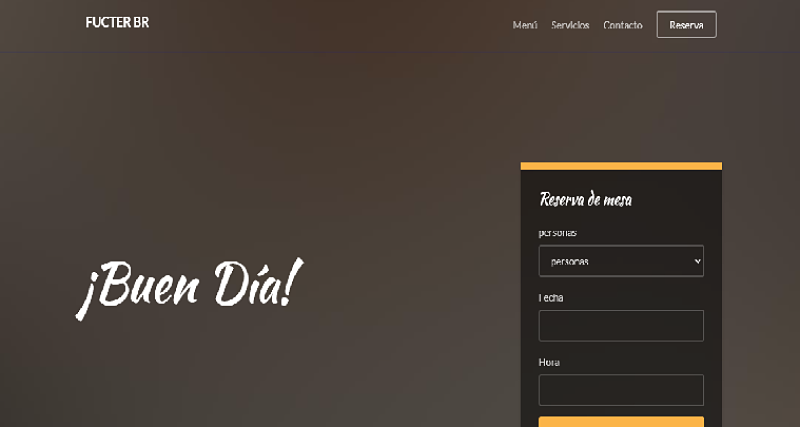 FUCTER BR
Menú Servicios Contacto Reserva
¡Buen Día!
Reserva de mesa
personas
personas
Fecha
Hora